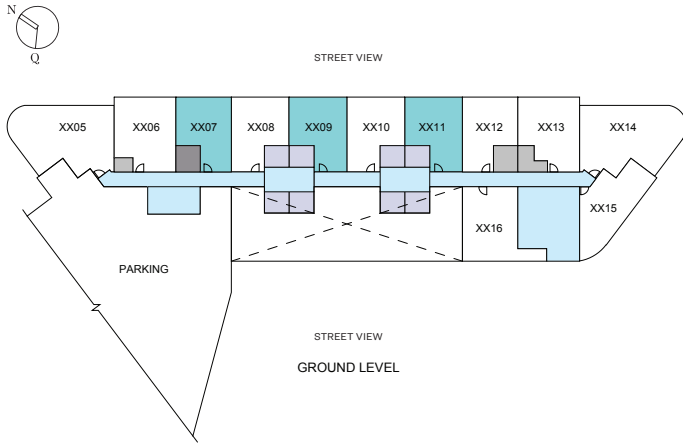 N
Q
STREET VIEW
XX05 XX06 XX07 XX08 XX09 XX10 XX11 XX12 XX13 XX14
XX15
XX16
PARKING
STREET VIEW
GROUND LEVEL